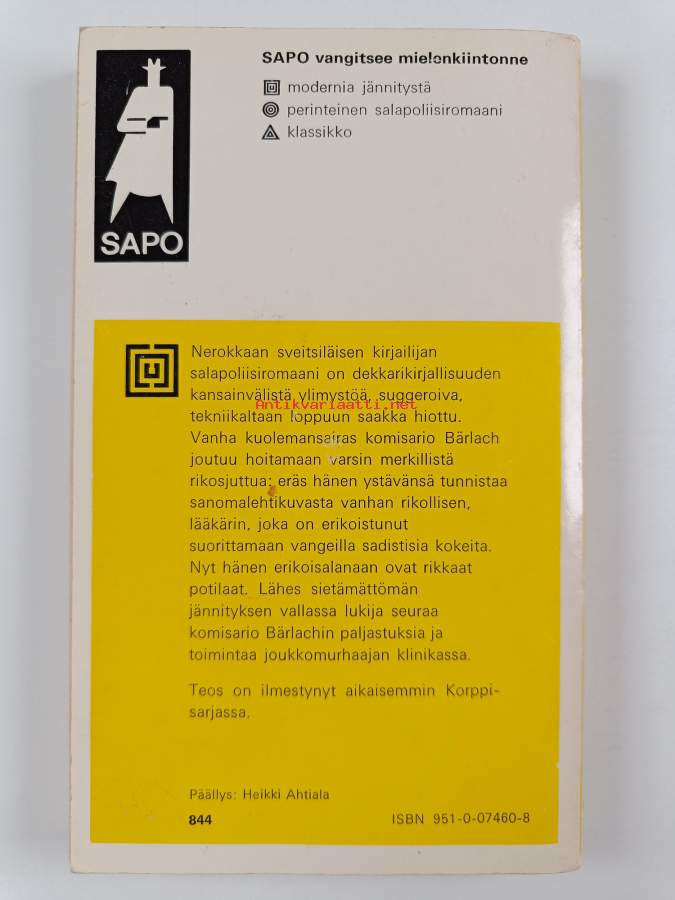 SAPO vangitsee mielenkiintonne
modernia jännitystä
perinteinen salapoliisiromaani
klassikko
SAPO
Nerokkaan sveitsiläisen kirjailijan
salapoliisiromaani on dekkarikirjallisuuden
kansainvälistä ylimystöä, suggeroiva,
Antikvariaatti.net
tekniikaltaan loppuun saakka hiottu.
Vanha kuolemansairas komisario Bärlach
joutuu hoitamaan varsin merkillistä
rikosjuttua: eräs hänen ystävänsä tunnistaa
sanomalehtikuvasta vanhan rikollisen,
lääkärin, joka on erikoistunut
suorittamaan vangeilla sadistisia kokeita.
Nyt hänen erikoisalanaan ovat rikkaat
potilaat. Lähes sietämättömän
jännityksen vallassa lukija seuraa
komisario Bärlachin paljastuksia ja
toimintaa joukkomurhaajan klinikassa.
Teos on ilmestynyt aikaisemmin Korppi-
sarjassa.
Päällys: Heikki Ahtiala
844 ISBN 951-0-07460-8